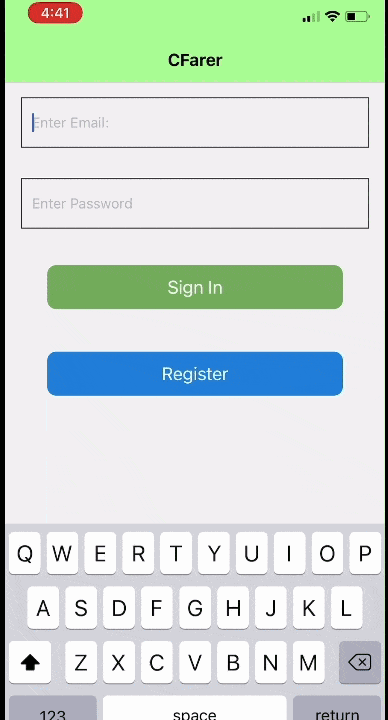 4:41
CFarer
Enter Email:
Enter Password
Sign In
Register
Q W E R T Y U I O P
A S D F G H J K L
Z X C V B N M
123 space return